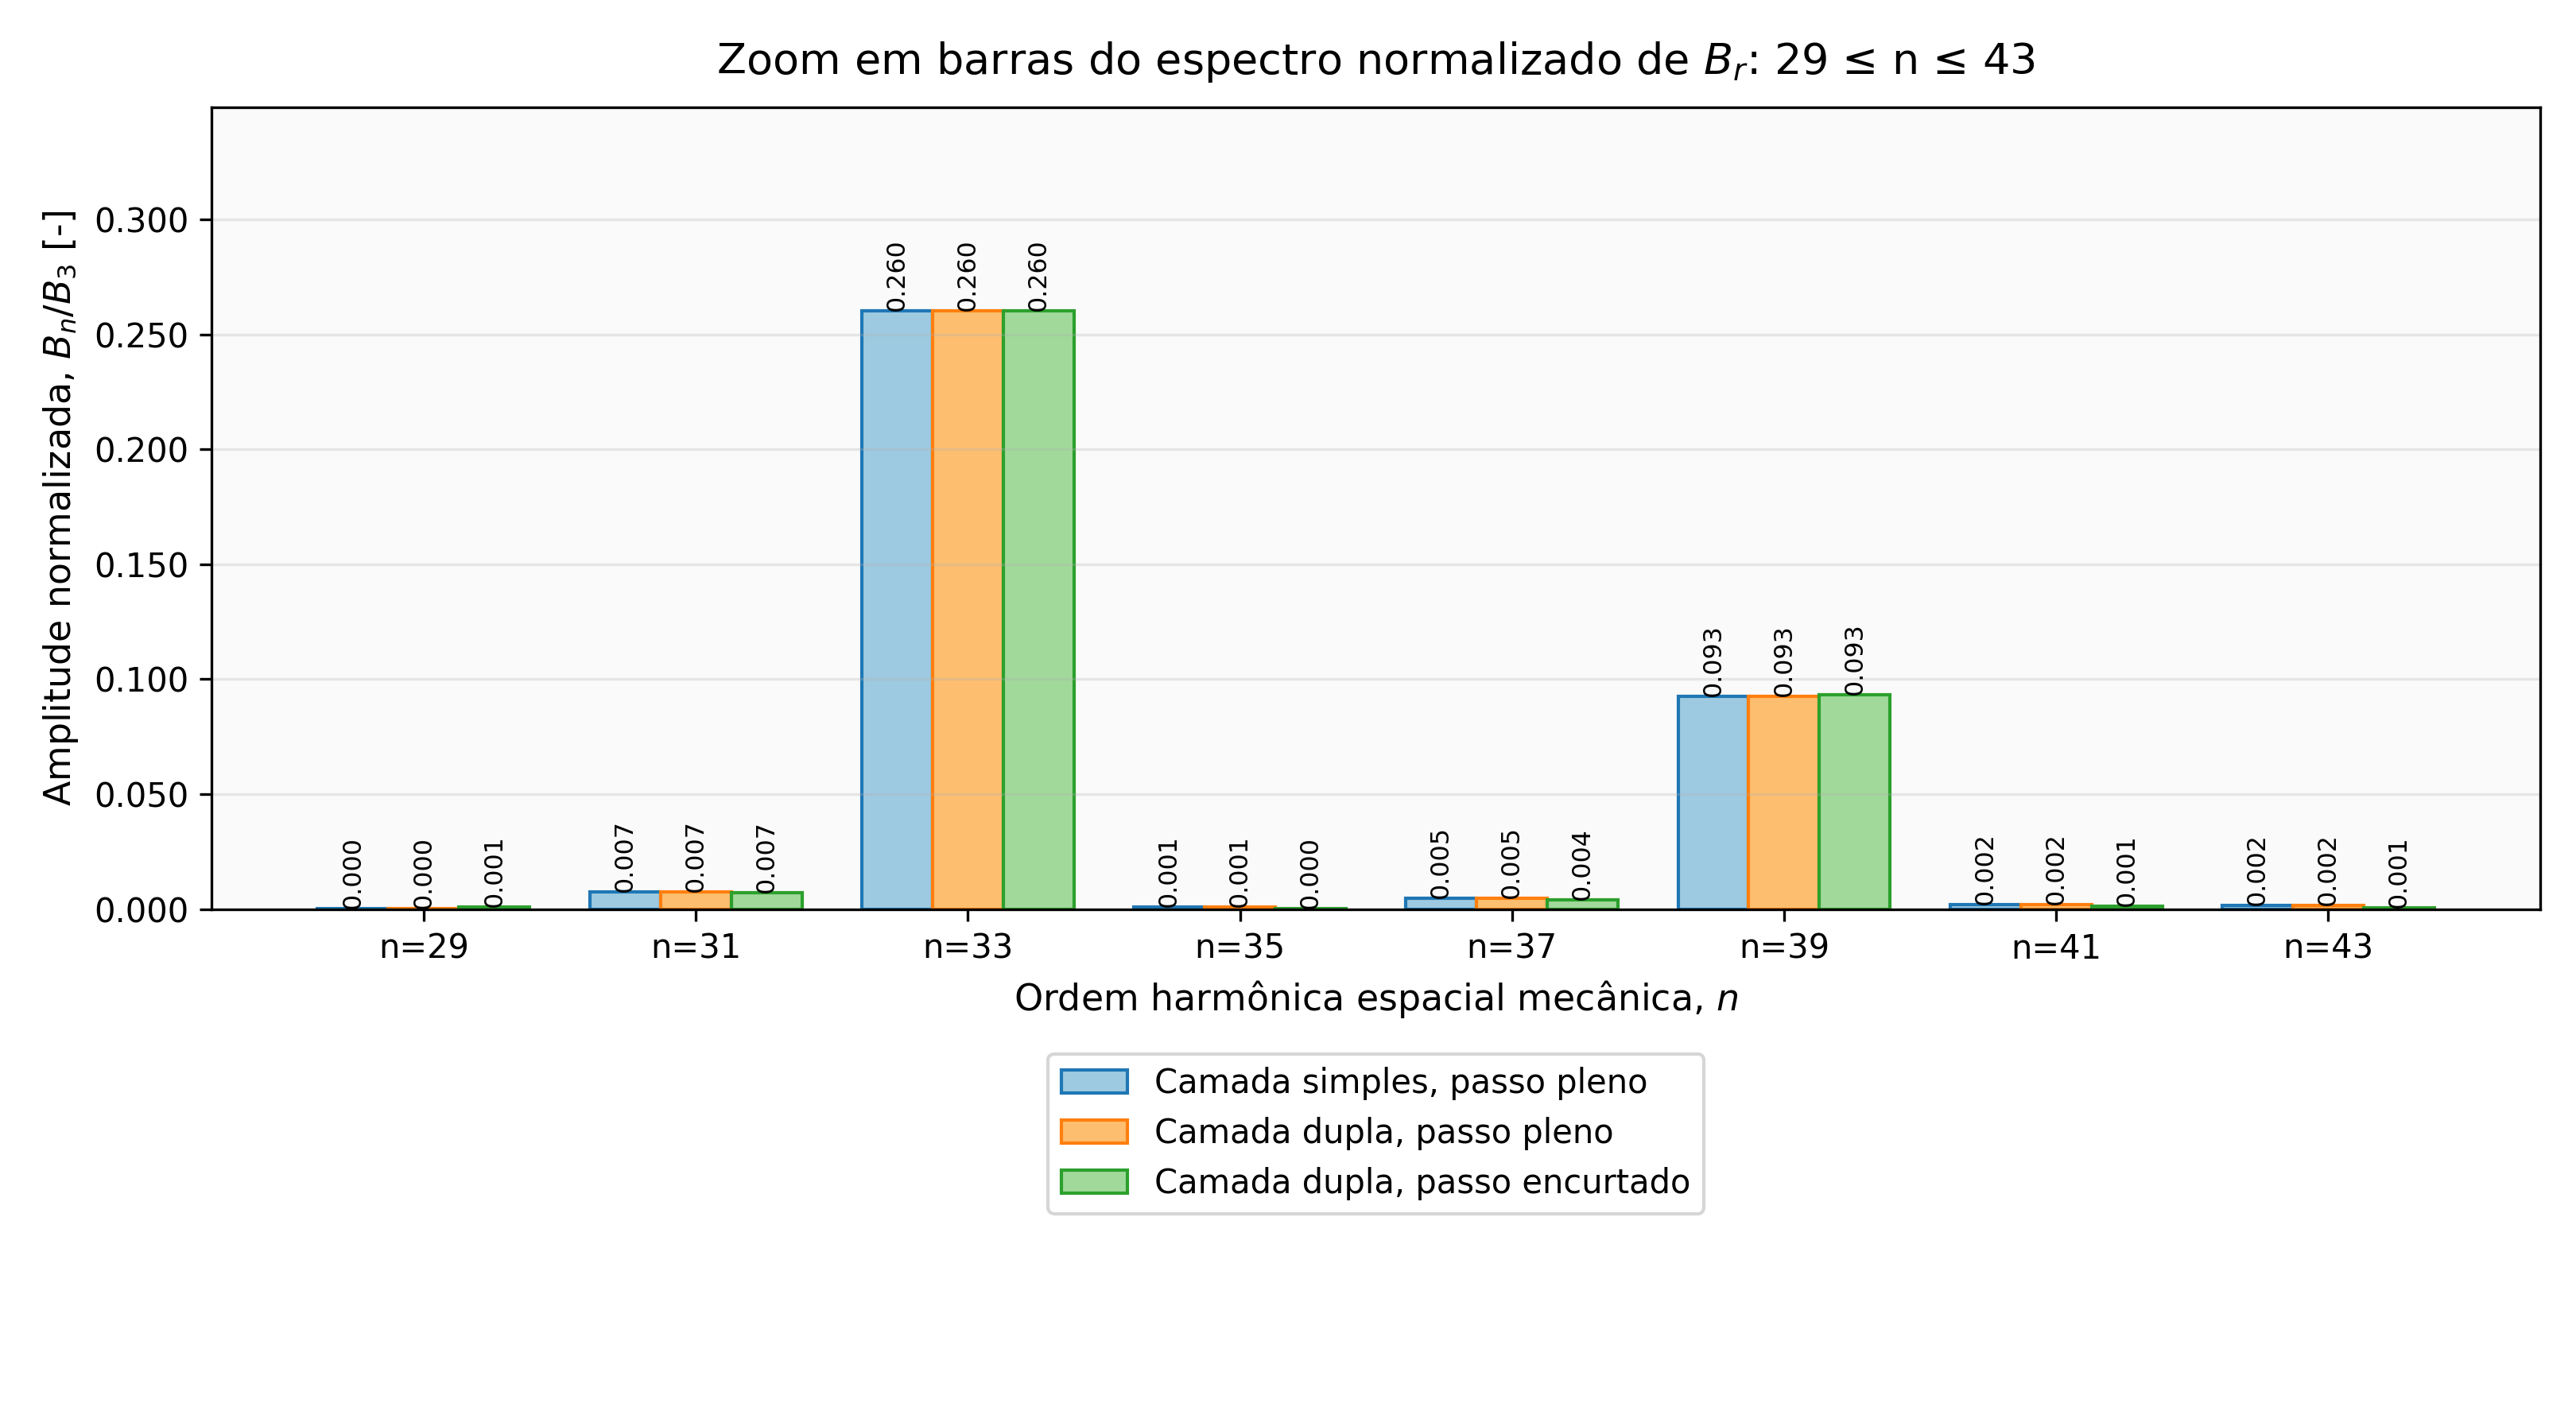 Zoom em barras do espectro normalizado de Bᵣ: 29 ≤ n ≤ 43
Amplitude normalizada, Bₙ/B₃ [-]
0.300
0.250
0.200
0.150
0.100
0.050
0.000
0.000 0.000 0.001
0.007 0.007 0.007
0.260 0.260 0.260
0.001 0.001 0.000
0.005 0.005 0.004
0.093 0.093 0.093
0.002 0.002 0.001
0.002 0.002 0.001
n=29 n=31 n=33 n=35 n=37 n=39 n=41 n=43
Ordem harmônica espacial mecânica, n
Camada simples, passo pleno
Camada dupla, passo pleno
Camada dupla, passo encurtado